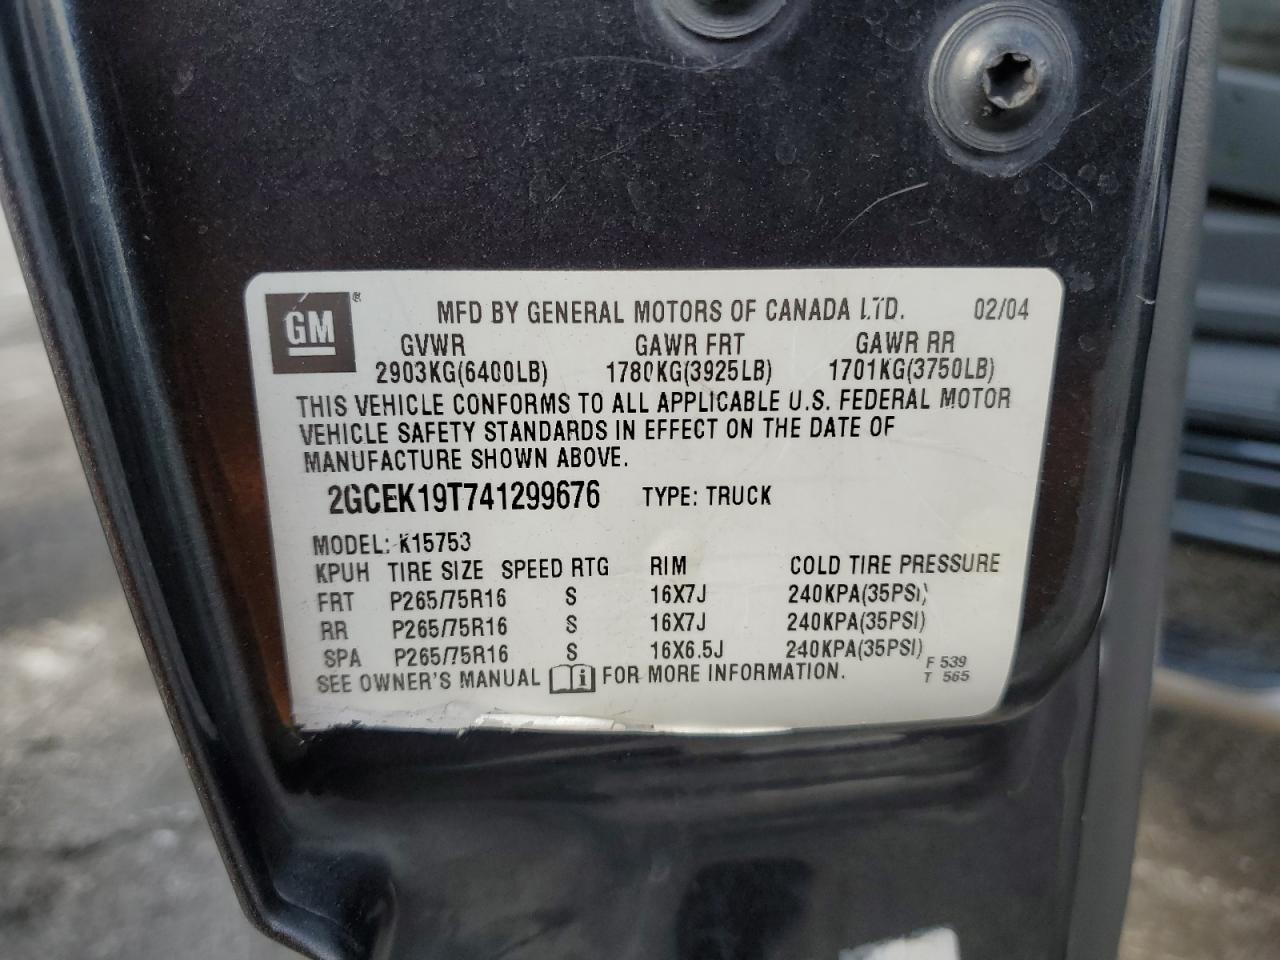 GM ® MFD BY GENERAL MOTORS OF CANADA LTD. 02/04
GVWR GAWR FRT GAWR RR
2903KG(6400LB) 1780KG(3925LB) 1701KG(3750LB)
THIS VEHICLE CONFORMS TO ALL APPLICABLE U.S. FEDERAL MOTOR
VEHICLE SAFETY STANDARDS IN EFFECT ON THE DATE OF
MANUFACTURE SHOWN ABOVE.
2GCEK19T741299676 TYPE: TRUCK
MODEL: K15753
KPUH TIRE SIZE SPEED RTG RIM COLD TIRE PRESSURE
FRT P265/75R16 S 16X7J 240KPA(35PSI)
RR P265/75R16 S 16X7J 240KPA(35PSI)
SPA P265/75R16 S 16X6.5J 240KPA(35PSI)
SEE OWNER'S MANUAL i FOR MORE INFORMATION. F 539
T 565